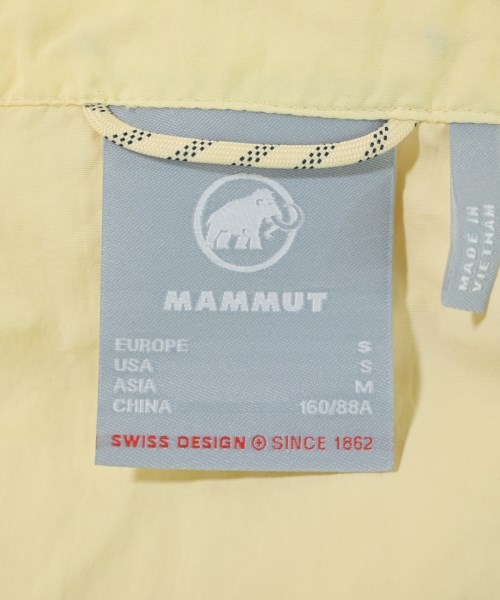 MAMMUT
EUROPE S
USA S
ASIA M
CHINA 160/88A
SWISS DESIGN SINCE 1862
MADE IN
VIETNAM